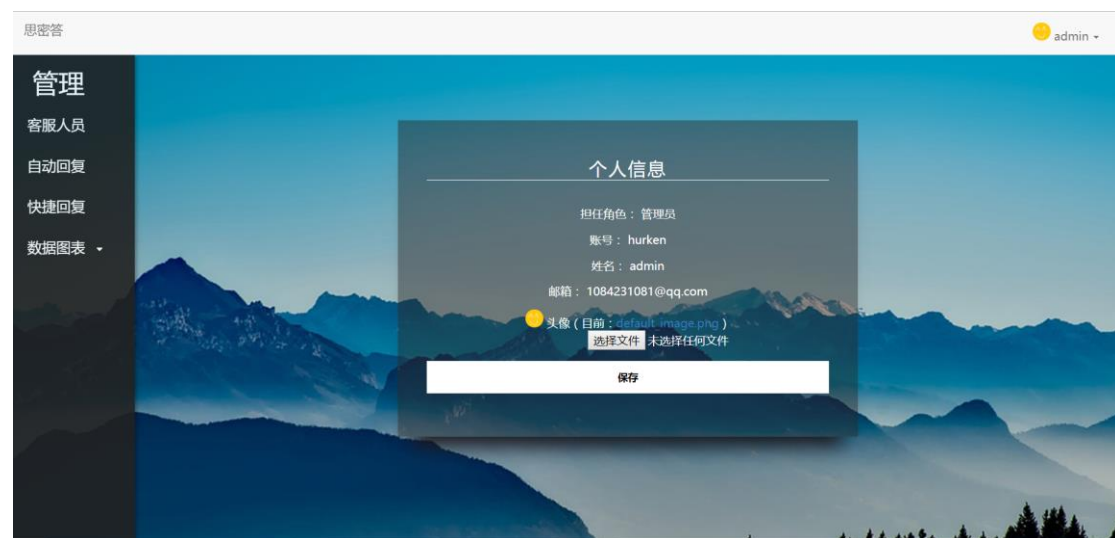 思密答
admin
管理
客服人员
自动回复
快捷回复
数据图表
个人信息
担任角色： 管理员
账号： hurken
姓名： admin
邮箱： 1084231081@qq.com
头像（目前：default-image.png）
选择文件 未选择任何文件
保存